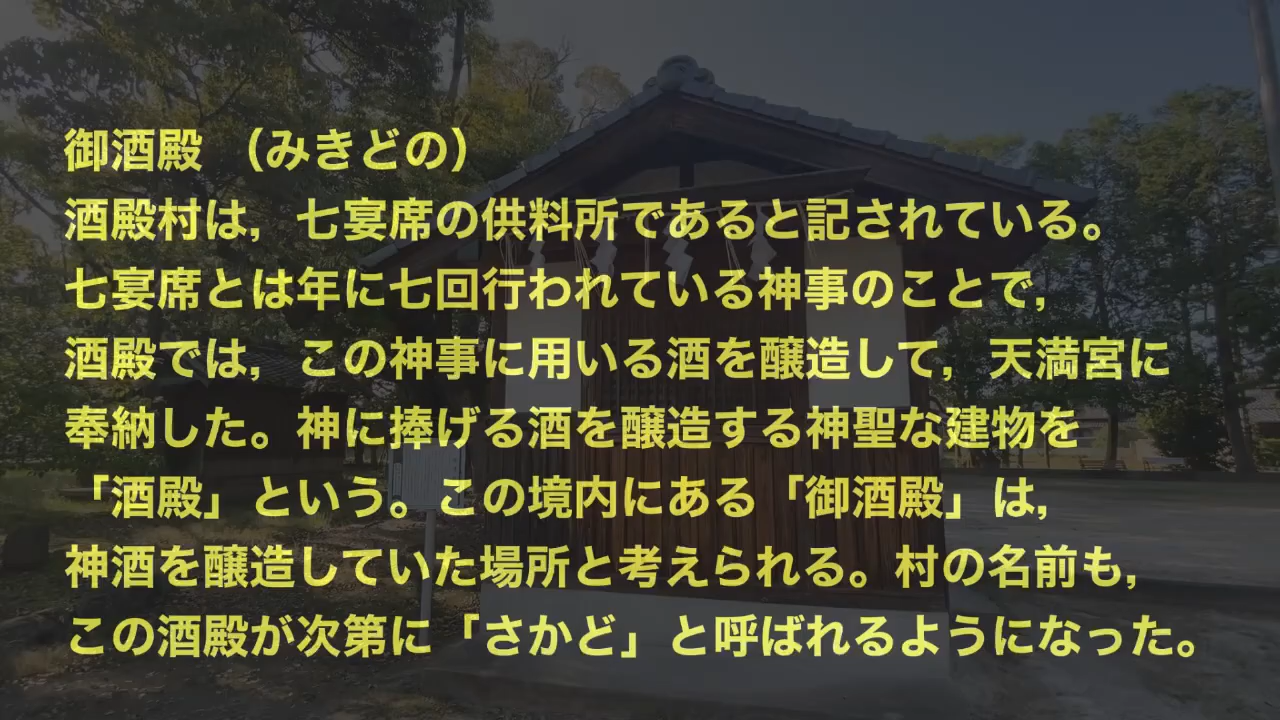 御酒殿 （みきどの）
酒殿村は，七宴席の供料所であると記されている。
七宴席とは年に七回行われている神事のことで，
酒殿では，この神事に用いる酒を醸造して，天満宮に
奉納した。神に捧げる酒を醸造する神聖な建物を
「酒殿」という。この境内にある「御酒殿」は，
神酒を醸造していた場所と考えられる。村の名前も，
この酒殿が次第に「さかど」と呼ばれるようになった。